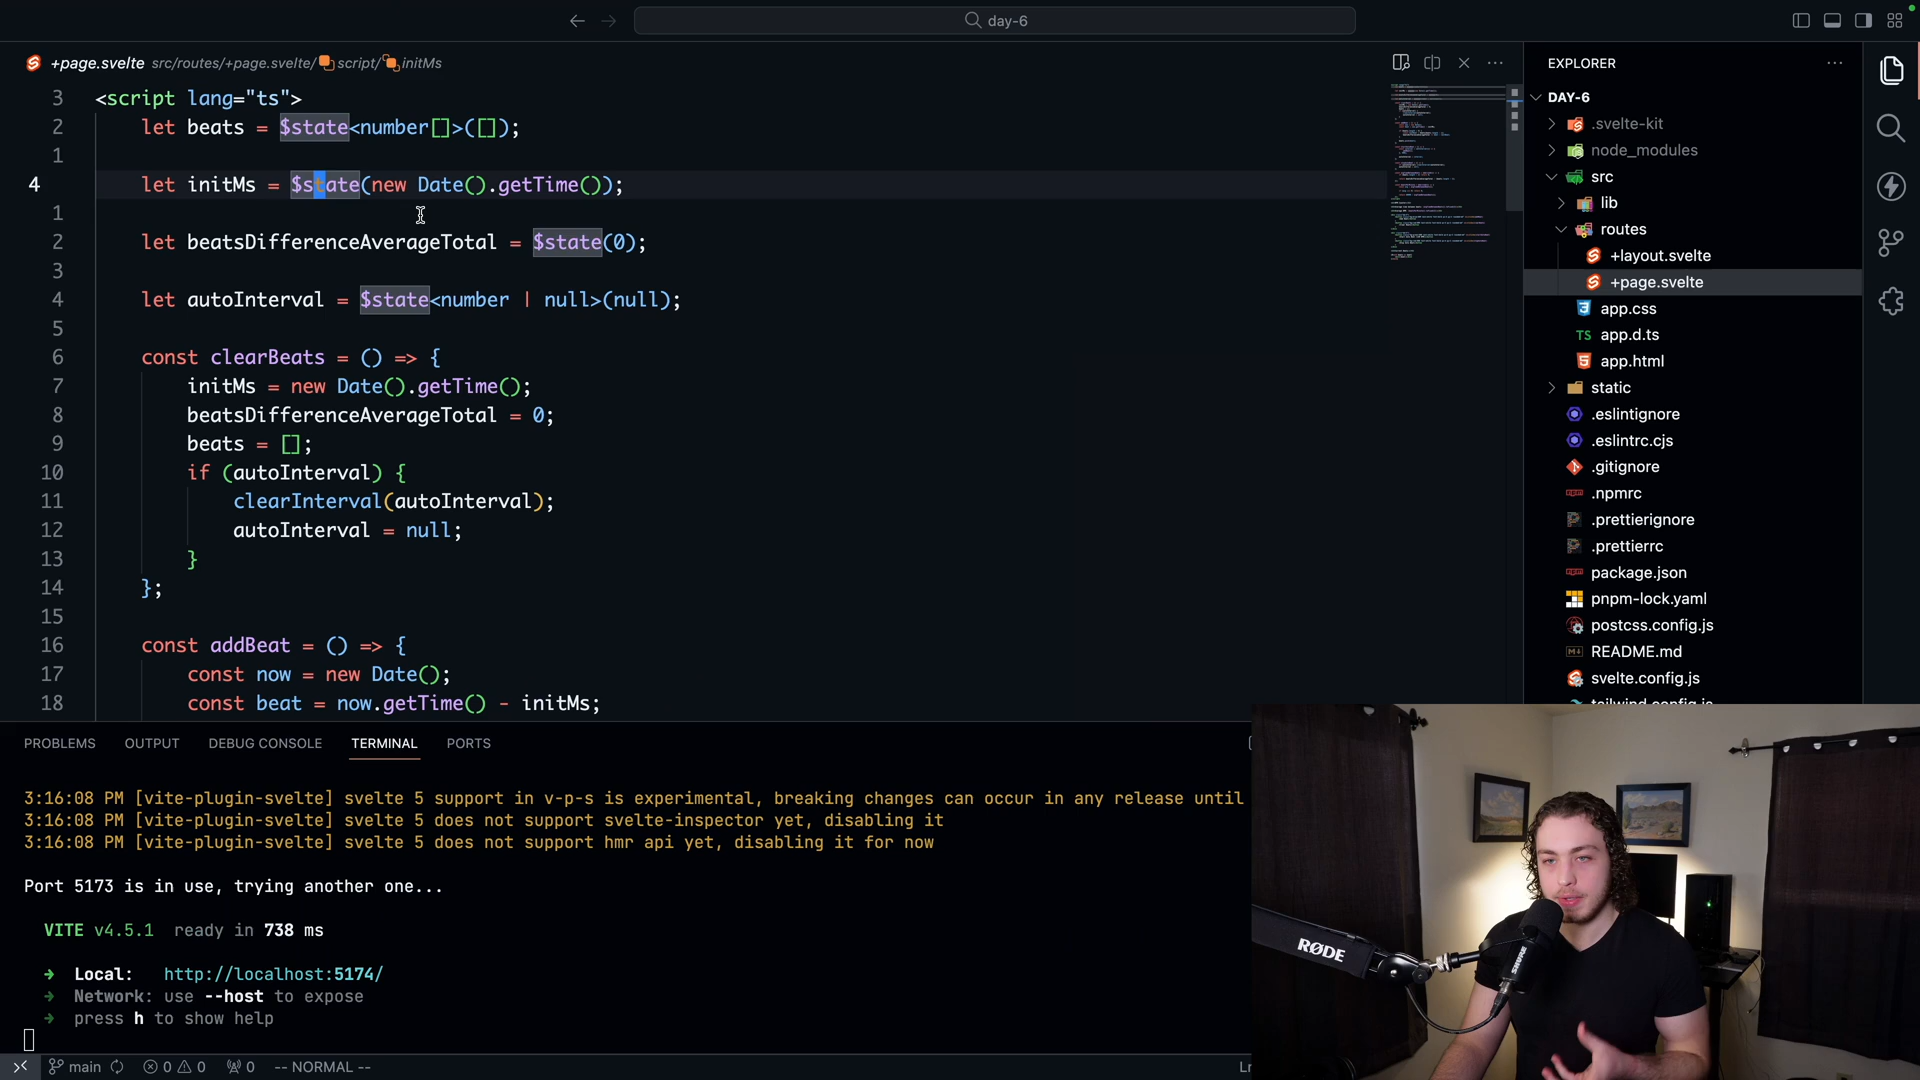 day-6
+page.svelte src/routes/+page.svelte/ script/ initMs
3 <script lang="ts">
2 let beats = $state<number[]>([]);
1
4 let initMs = $state(new Date().getTime());
1
2 let beatsDifferenceAverageTotal = $state(0);
3
4 let autoInterval = $state<number | null>(null);
5
6 const clearBeats = () => {
7 initMs = new Date().getTime();
8 beatsDifferenceAverageTotal = 0;
9 beats = [];
10 if (autoInterval) {
11 clearInterval(autoInterval);
12 autoInterval = null;
13 }
14 };
15
16 const addBeat = () => {
17 const now = new Date();
18 const beat = now.getTime() - initMs;
EXPLORER
DAY-6
.svelte-kit
node_modules
src
lib
routes
+layout.svelte
+page.svelte
app.css
TS app.d.ts
app.html
static
.eslintignore
.eslintrc.cjs
.gitignore
.npmrc
.prettierignore
.prettierrc
package.json
pnpm-lock.yaml
postcss.config.js
README.md
svelte.config.js
tailwind.config.js
PROBLEMS OUTPUT DEBUG CONSOLE TERMINAL PORTS
3:16:08 PM [vite-plugin-svelte] svelte 5 support in v-p-s is experimental, breaking changes can occur in any release until
3:16:08 PM [vite-plugin-svelte] svelte 5 does not support svelte-inspector yet, disabling it
3:16:08 PM [vite-plugin-svelte] svelte 5 does not support hmr api yet, disabling it for now
Port 5173 is in use, trying another one...
VITE v4.5.1 ready in 738 ms
➜ Local: http://localhost:5174/
➜ Network: use --host to expose
➜ press h to show help
main 0 0 0 -- NORMAL -- Ln
RØDE
SHURE